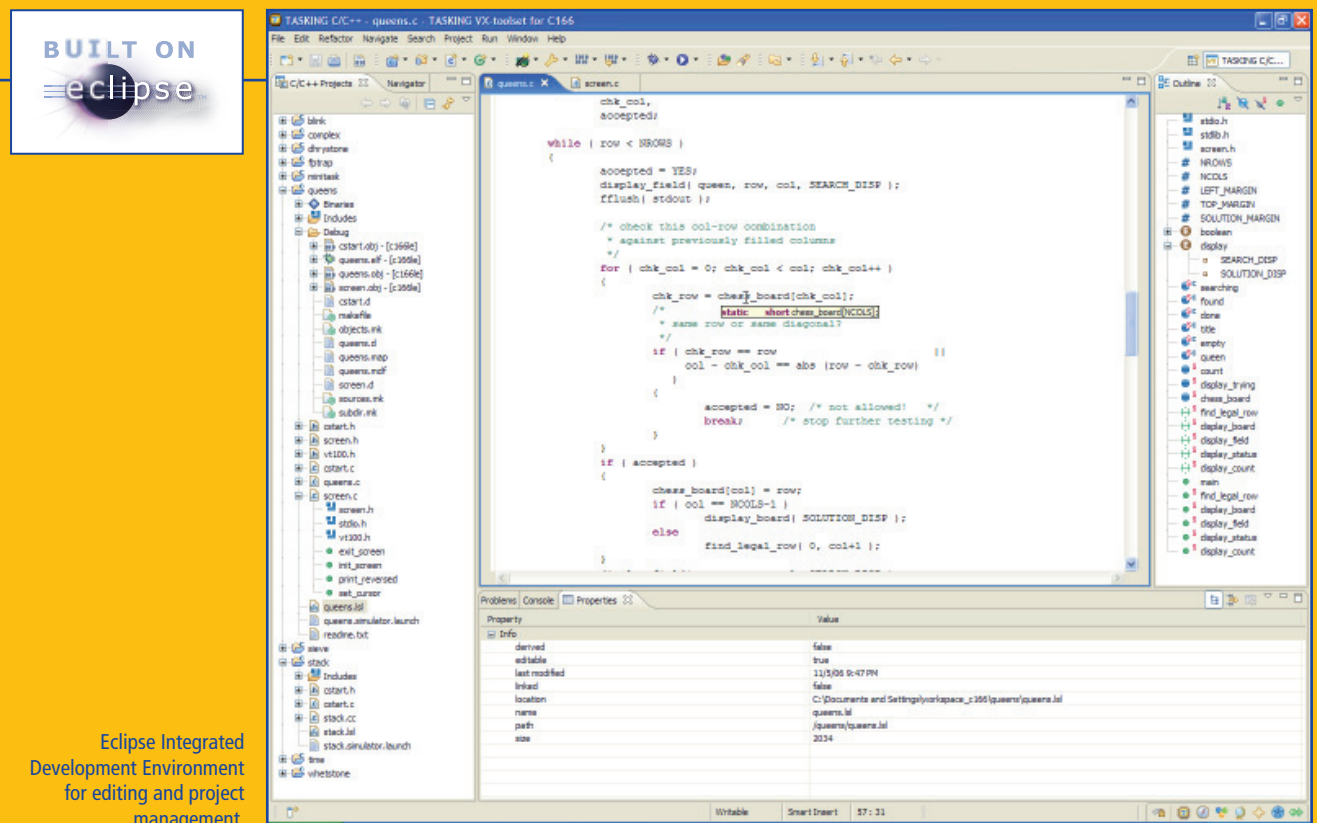 BUILT ON
eclipse
Eclipse Integrated
Development Environment
for editing and project
management.
TASKING C/C++ - queens.c - TASKING VX-toolset for C166
File Edit Refactor Navigate Search Project Run Window Help
TASKING C/C...
C/C++ Projects Navigator
blink
complex
dhrystone
fptrap
minitask
queens
Binaries
Includes
Debug
cstart.obj - [c166le]
queens.elf - [c166le]
queens.obj - [c166le]
screen.obj - [c166le]
cstart.d
makefile
objects.mk
queens.d
queens.map
queens.mdf
screen.d
sources.mk
subdir.mk
cstart.h
screen.h
vt100.h
cstart.c
queens.c
screen.c
screen.h
stdio.h
vt100.h
exit_screen
init_screen
print_reversed
set_cursor
queens.lsl
queens.simulator.launch
readme.txt
sieve
stack
Includes
cstart.h
cstart.c
stack.cc
stack.lsl
stack.simulator.launch
time
whetstone
queens.c screen.c
chk_col,
accepted;
while ( row < NROWS )
{
accepted = YES;
display_field( queen, row, col, SEARCH_DISP );
fflush( stdout );
/* check this col-row combination
* against previously filled columns
*/
for ( chk_col = 0; chk_col < col; chk_col++ )
{
chk_row = chess_board[chk_col];
/* static short chess_board[NCOLS];
* same row or same diagonal?
*/
if ( chk_row == row ||
col - chk_col == abs (row - chk_row)
)
{
accepted = NO; /* not allowed! */
break; /* stop further testing */
}
}
if ( accepted )
{
chess_board[col] = row;
if ( col == NCOLS-1 )
display_board( SOLUTION_DISP );
else
find_legal_row( 0, col+1 );
}
Outline
stdio.h
stdlib.h
screen.h
NROWS
NCOLS
LEFT_MARGIN
TOP_MARGIN
SOLUTION_MARGIN
boolean
display
SEARCH_DISP
SOLUTION_DISP
searching
found
done
title
empty
queen
count
display_trying
chess_board
find_legal_row
display_board
display_field
display_status
display_count
main
find_legal_row
display_board
display_field
display_status
display_count
Problems Console Properties
Property Value
Info
derived false
editable true
last modified 11/5/06 9:47 PM
linked false
location C:\Documents and Settings\workspace_c166\queens\queens.lsl
name queens.lsl
path /queens/queens.lsl
size 2034
Writable Smart Insert 57 : 31